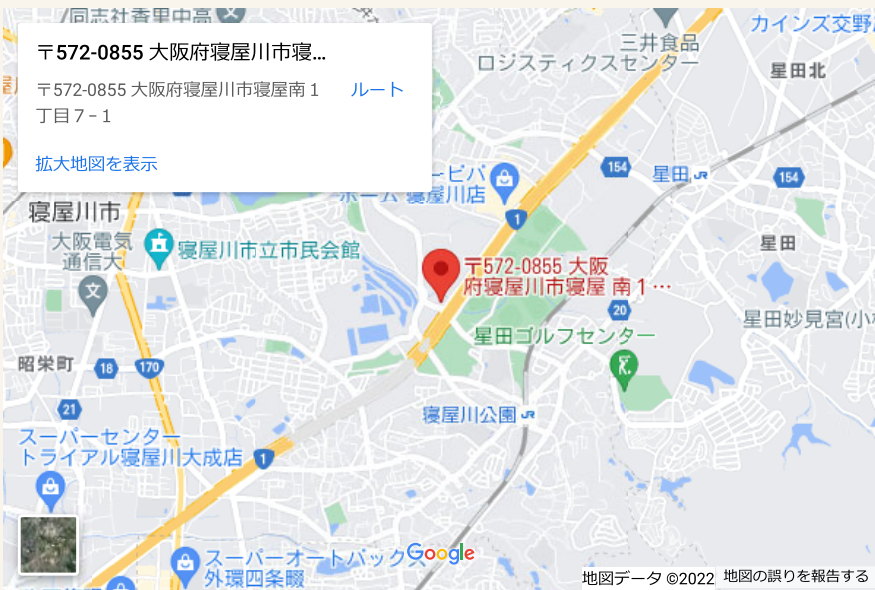 同志社香里中高
カインズ交野
三井食品
ロジスティクスセンター
星田北
〒572-0855 大阪府寝屋川市寝...
〒572-0855 大阪府寝屋川市寝屋南１
丁目７−１
ルート
拡大地図を表示
154
星田 JR
154
ービバ
ホーム 寝屋川店
1
寝屋川市
大阪電気
通信大
寝屋川市立市民会館
星田
〒572-0855 大阪
府寝屋川市寝屋 南１…
20
星田妙見宮(小
星田ゴルフセンター
昭栄町
18
170
21
寝屋川公園 JR
スーパーセンター
トライアル寝屋川大成店
1
スーパーオートバックス
外環四条畷
Google
地図データ ©2022
地図の誤りを報告する